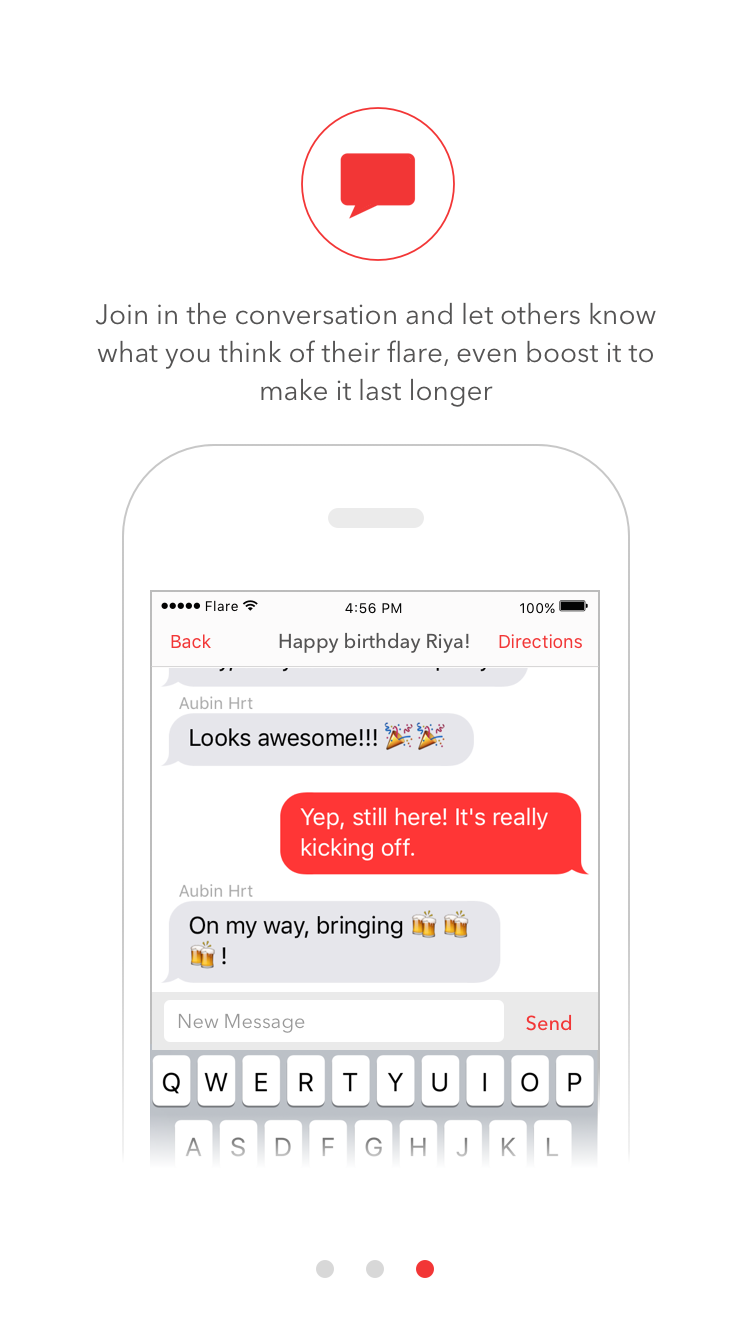 Join in the conversation and let others know
what you think of their flare, even boost it to
make it last longer
Flare 4:56 PM 100%
Back Happy birthday Riya! Directions
Aubin Hrt
Looks awesome!!! 🎉🎉
Yep, still here! It's really
kicking off.
Aubin Hrt
On my way, bringing 🍻🍻
🍻!
New Message Send
Q W E R T Y U I O P
A S D F G H J K L